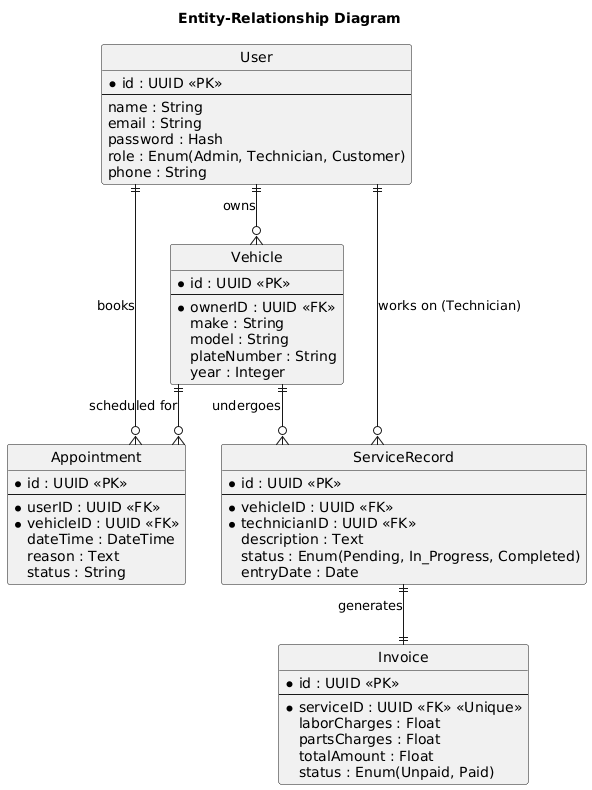 Entity-Relationship Diagram
User
id : UUID «PK»
name : String
email : String
password : Hash
role : Enum(Admin, Technician, Customer)
phone : String
owns
Vehicle
id : UUID «PK»
ownerID : UUID «FK»
make : String
model : String
plateNumber : String
year : Integer
books
works on (Technician)
scheduled for
undergoes
Appointment
id : UUID «PK»
userID : UUID «FK»
vehicleID : UUID «FK»
dateTime : DateTime
reason : Text
status : String
ServiceRecord
id : UUID «PK»
vehicleID : UUID «FK»
technicianID : UUID «FK»
description : Text
status : Enum(Pending, In_Progress, Completed)
entryDate : Date
generates
Invoice
id : UUID «PK»
serviceID : UUID «FK» «Unique»
laborCharges : Float
partsCharges : Float
totalAmount : Float
status : Enum(Unpaid, Paid)